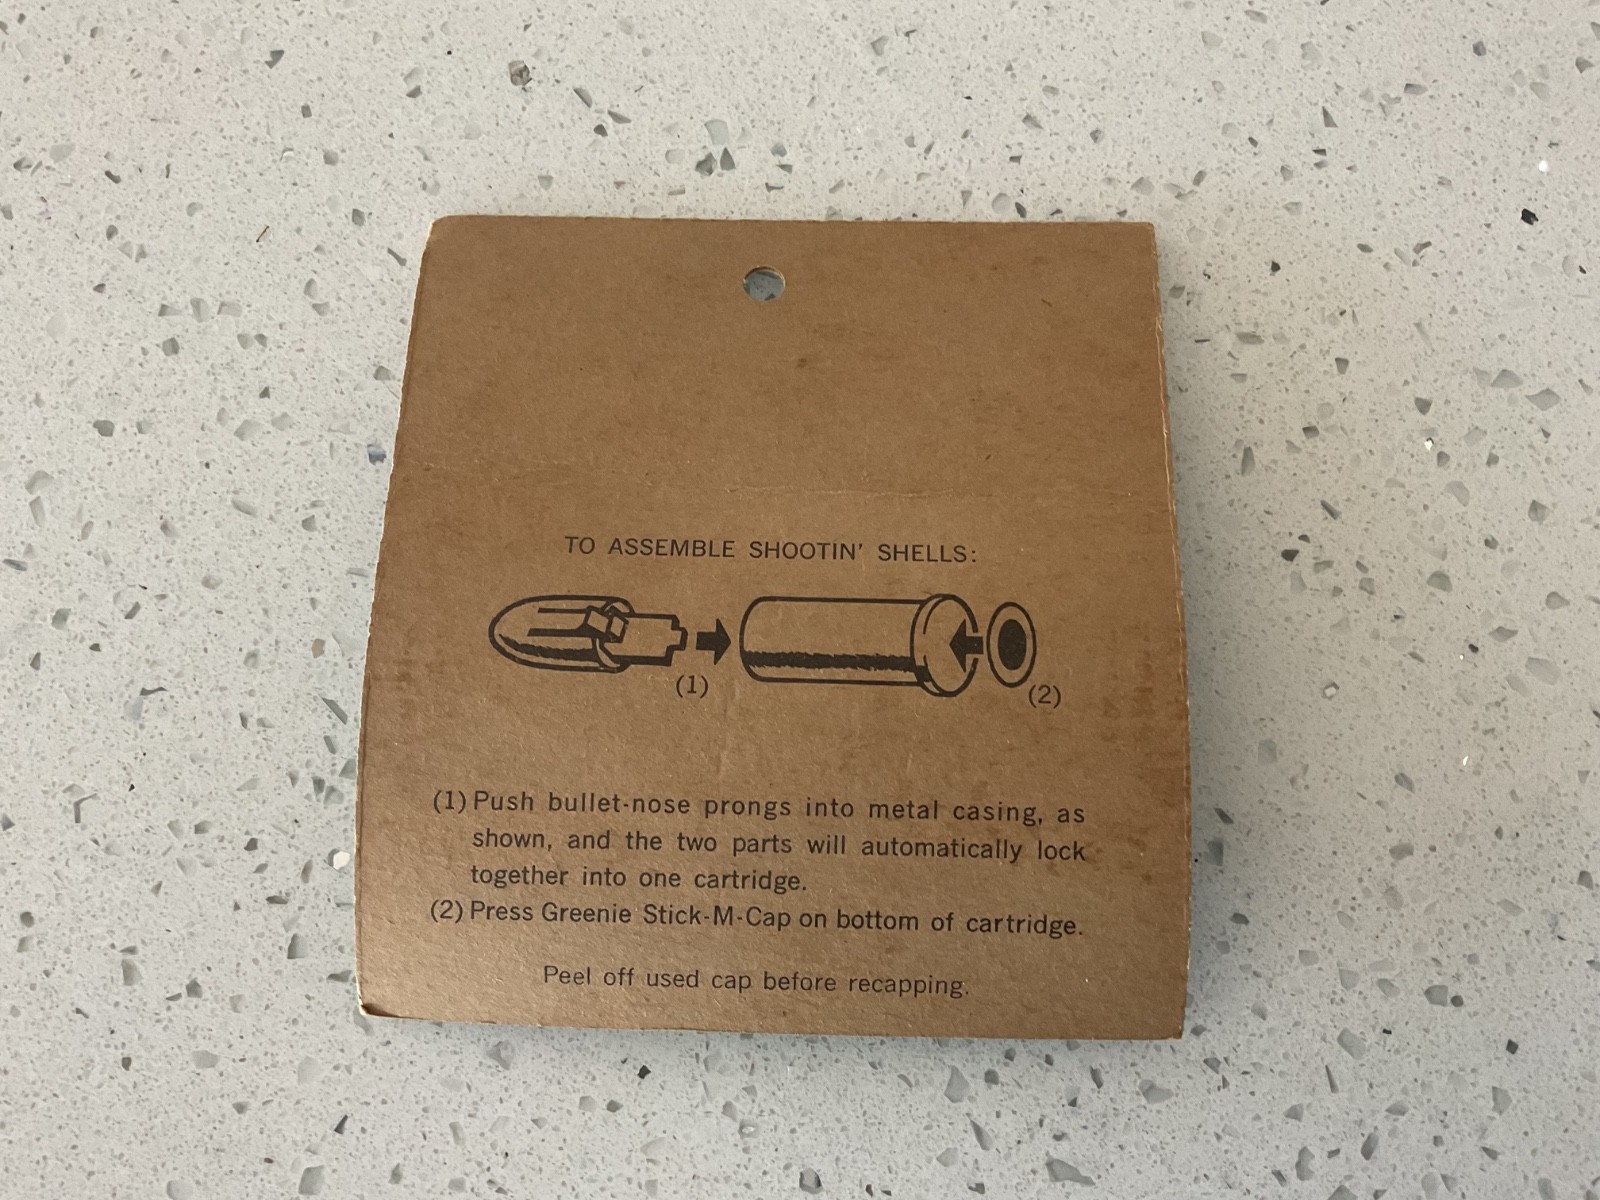 TO ASSEMBLE SHOOTIN' SHELLS:
(1)
(2)
(1) Push bullet-nose prongs into metal casing, as
shown, and the two parts will automatically lock
together into one cartridge.
(2) Press Greenie Stick-M-Cap on bottom of cartridge.
Peel off used cap before recapping.